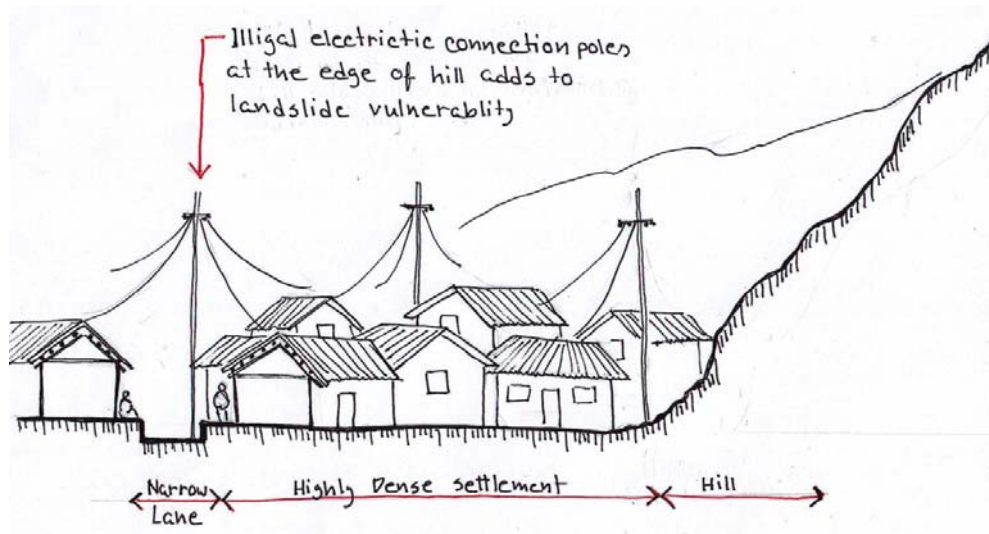 Illigal electrictic connection poles
at the edge of hill adds to
landslide vulnerablity
Narrow
Lane
Highly Dense settlement
Hill